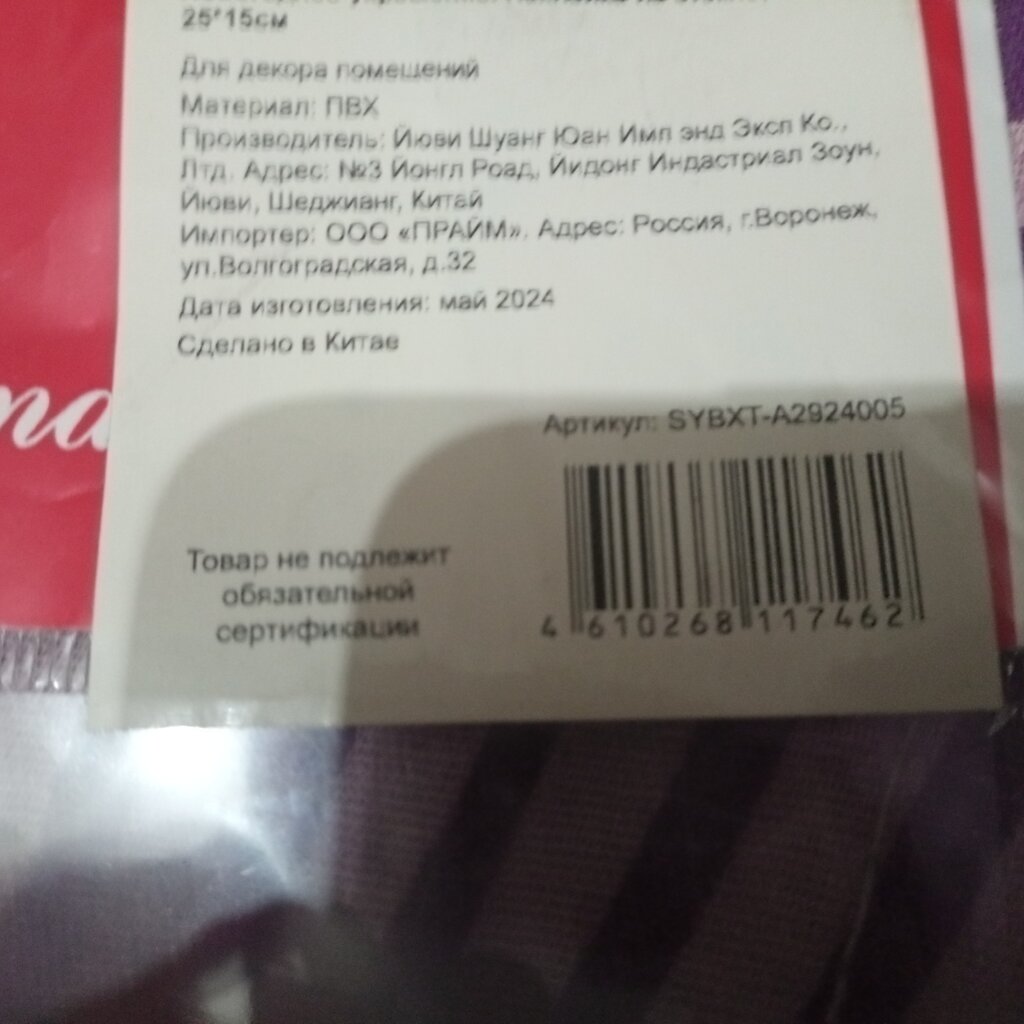 25*15см
Для декора помещений
Материал: ПВХ
Производитель: Йюви Шуанг Юан Имп энд Эксп Ко.,
Лтд. Адрес: №3 Йонгл Роад, Йидонг Индастриал Зоун,
Йюви, Шеджианг, Китай
Импортер: ООО «ПРАЙМ». Адрес: Россия, г.Воронеж,
ул.Волгоградская, д.32
Дата изготовления: май 2024
Сделано в Китае
na
Артикул: SYBXT-A2924005
Товар не подлежит
обязательной
сертификации
4 610268 117462